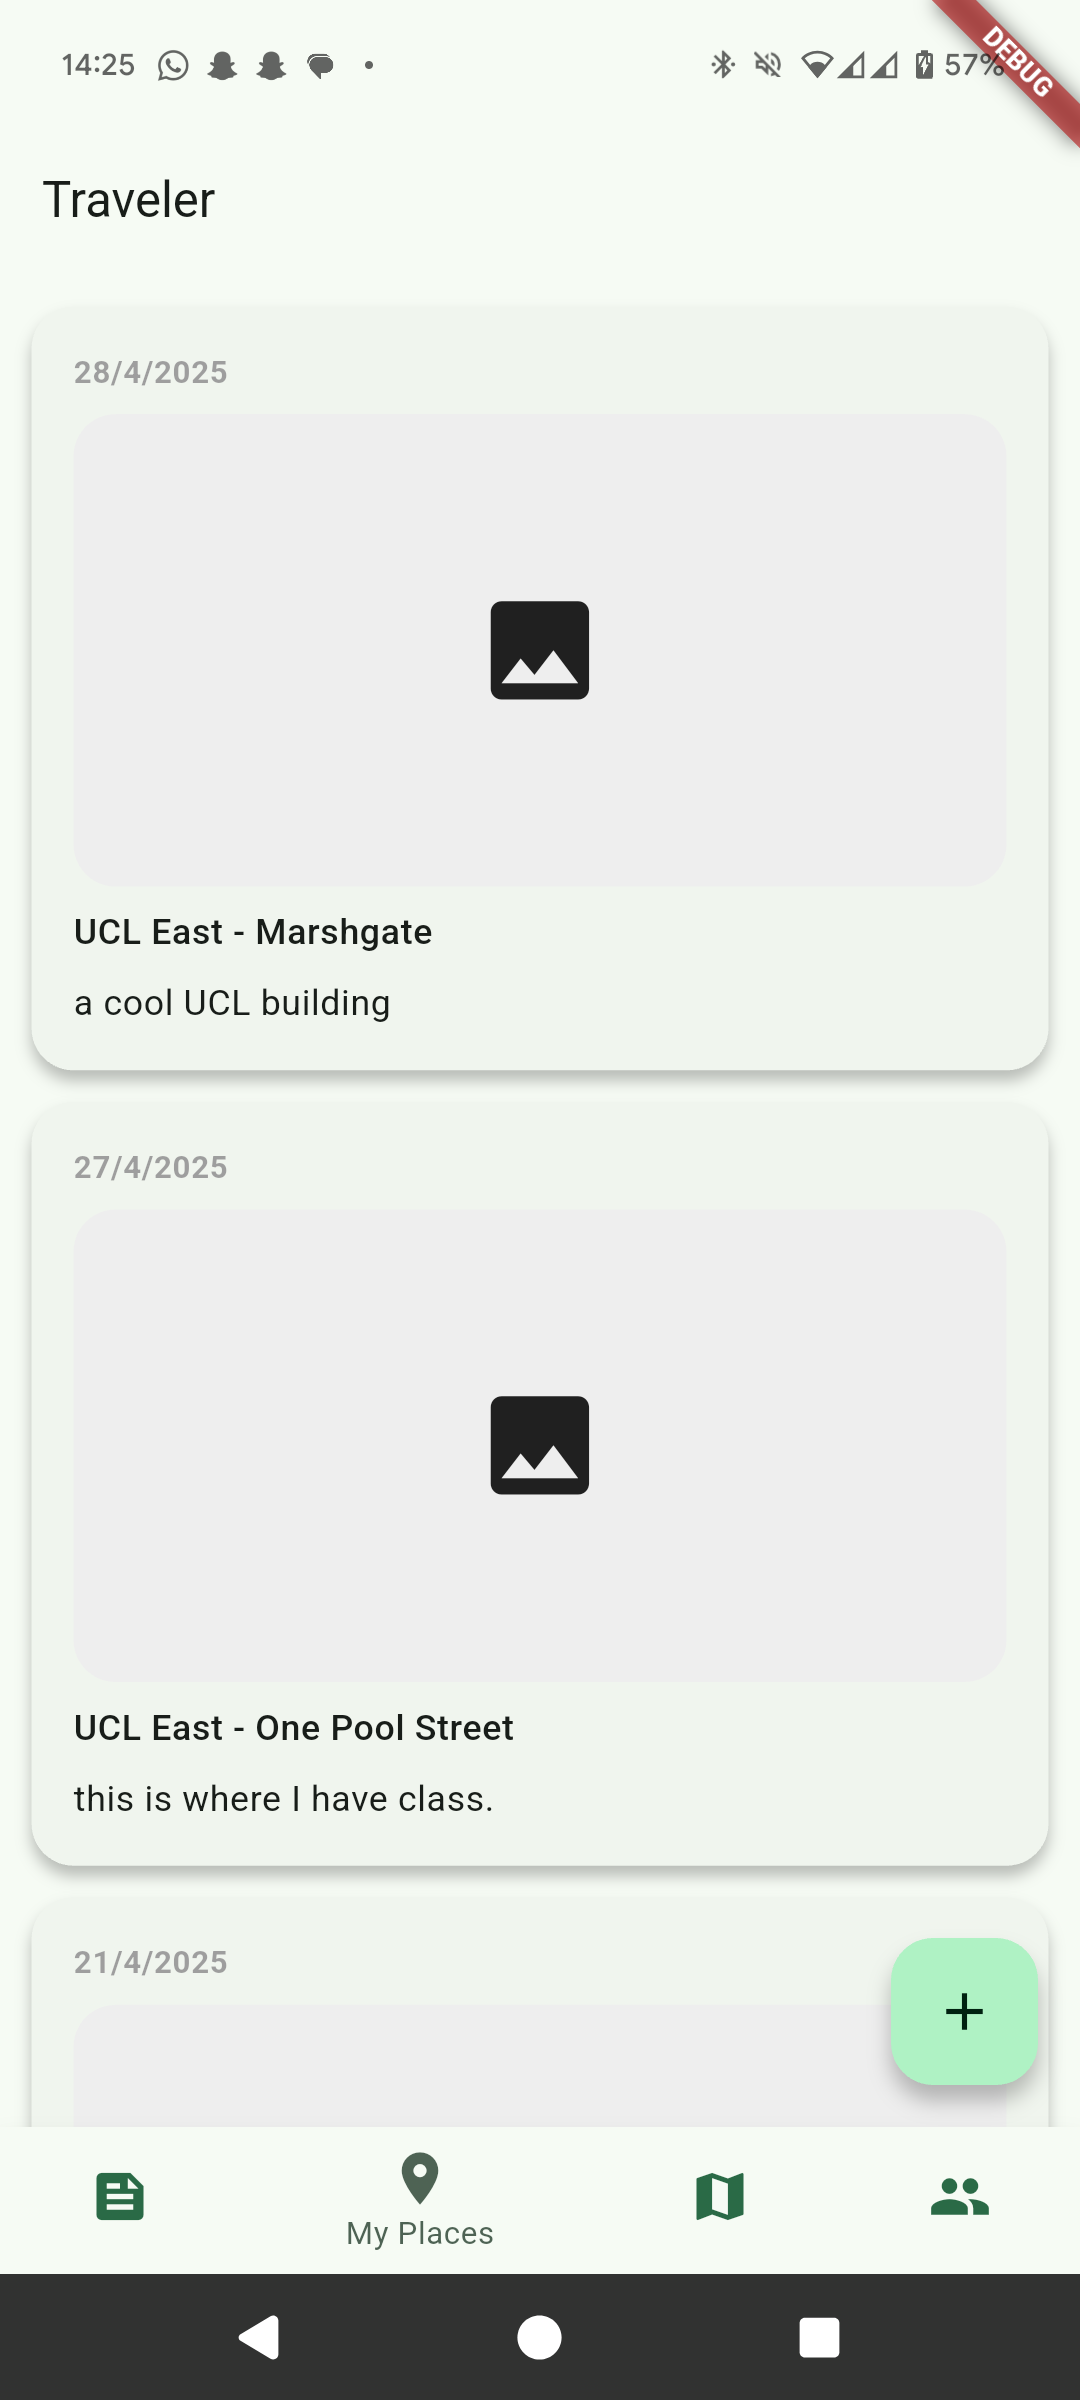 14:25
57%
DEBUG
Traveler
28/4/2025
UCL East - Marshgate
a cool UCL building
27/4/2025
UCL East - One Pool Street
this is where I have class.
21/4/2025
My Places